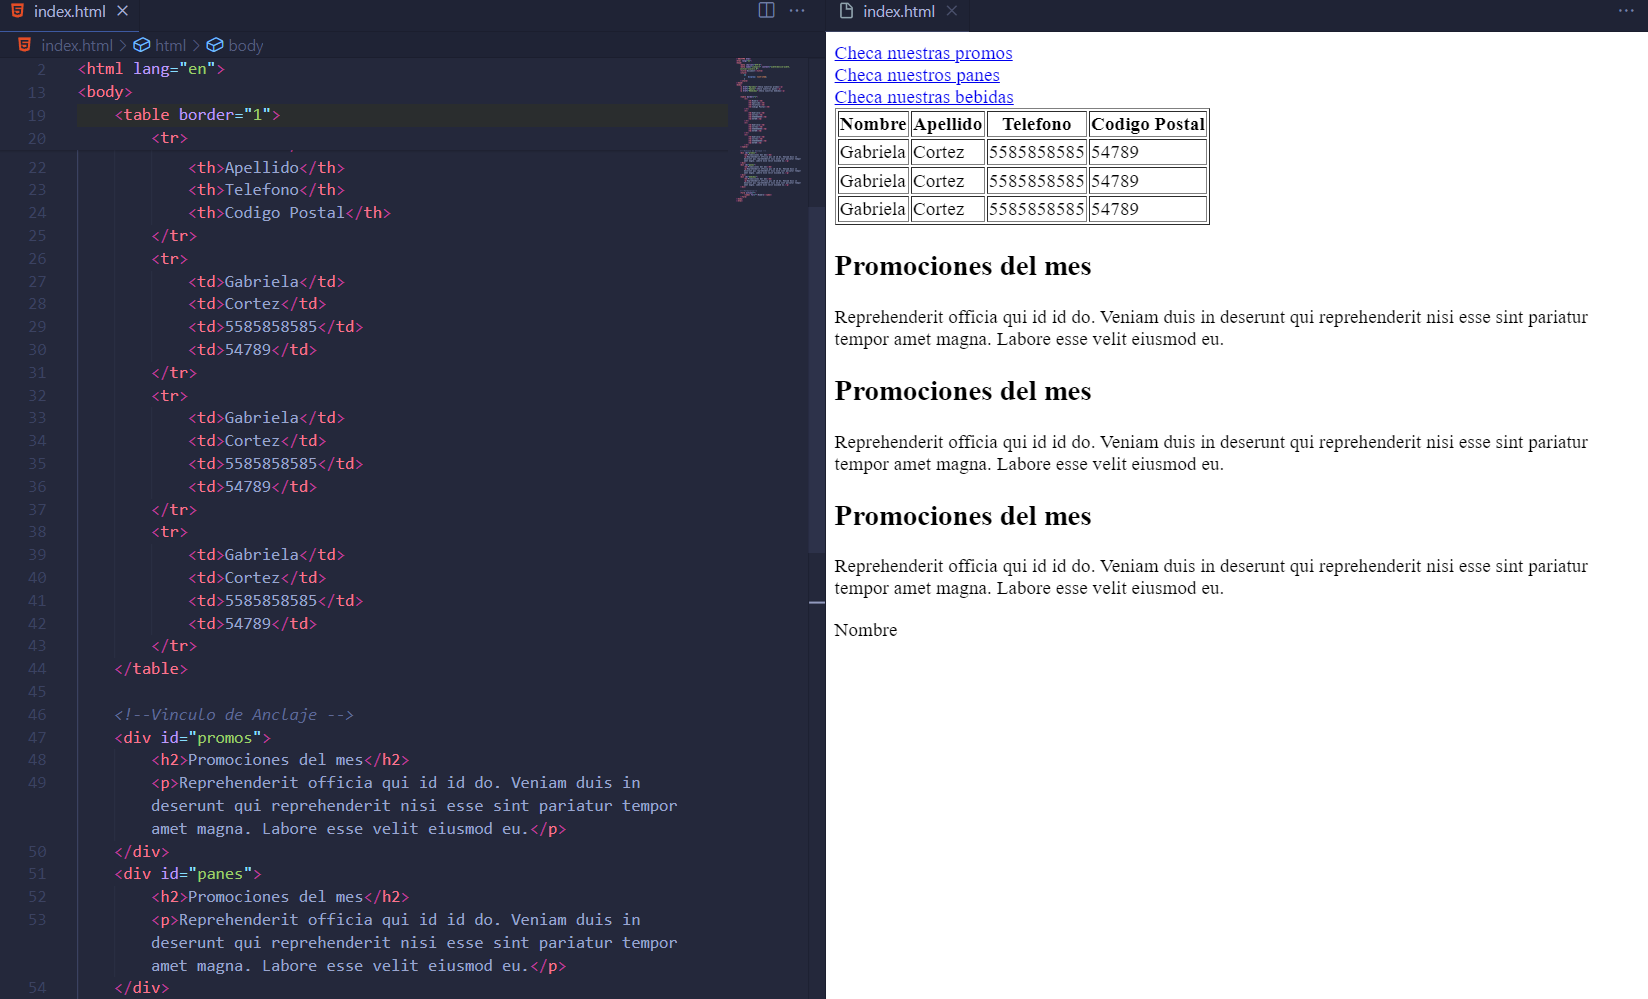 index.html
index.html > html > body
2 <html lang="en">
13 <body>
19 <table border="1">
20 <tr>
22 <th>Apellido</th>
23 <th>Telefono</th>
24 <th>Codigo Postal</th>
25 </tr>
26 <tr>
27 <td>Gabriela</td>
28 <td>Cortez</td>
29 <td>5585858585</td>
30 <td>54789</td>
31 </tr>
32 <tr>
33 <td>Gabriela</td>
34 <td>Cortez</td>
35 <td>5585858585</td>
36 <td>54789</td>
37 </tr>
38 <tr>
39 <td>Gabriela</td>
40 <td>Cortez</td>
41 <td>5585858585</td>
42 <td>54789</td>
43 </tr>
44 </table>
45
46 <!--Vinculo de Anclaje -->
47 <div id="promos">
48 <h2>Promociones del mes</h2>
49 <p>Reprehenderit officia qui id id do. Veniam duis in
deserunt qui reprehenderit nisi esse sint pariatur tempor
amet magna. Labore esse velit eiusmod eu.</p>
50 </div>
51 <div id="panes">
52 <h2>Promociones del mes</h2>
53 <p>Reprehenderit officia qui id id do. Veniam duis in
deserunt qui reprehenderit nisi esse sint pariatur tempor
amet magna. Labore esse velit eiusmod eu.</p>
54 </div>
index.html
Checa nuestras promos
Checa nuestros panes
Checa nuestras bebidas
Nombre Apellido Telefono Codigo Postal
Gabriela Cortez 5585858585 54789
Gabriela Cortez 5585858585 54789
Gabriela Cortez 5585858585 54789
Promociones del mes
Reprehenderit officia qui id id do. Veniam duis in deserunt qui reprehenderit nisi esse sint pariatur
tempor amet magna. Labore esse velit eiusmod eu.
Promociones del mes
Reprehenderit officia qui id id do. Veniam duis in deserunt qui reprehenderit nisi esse sint pariatur
tempor amet magna. Labore esse velit eiusmod eu.
Promociones del mes
Reprehenderit officia qui id id do. Veniam duis in deserunt qui reprehenderit nisi esse sint pariatur
tempor amet magna. Labore esse velit eiusmod eu.
Nombre